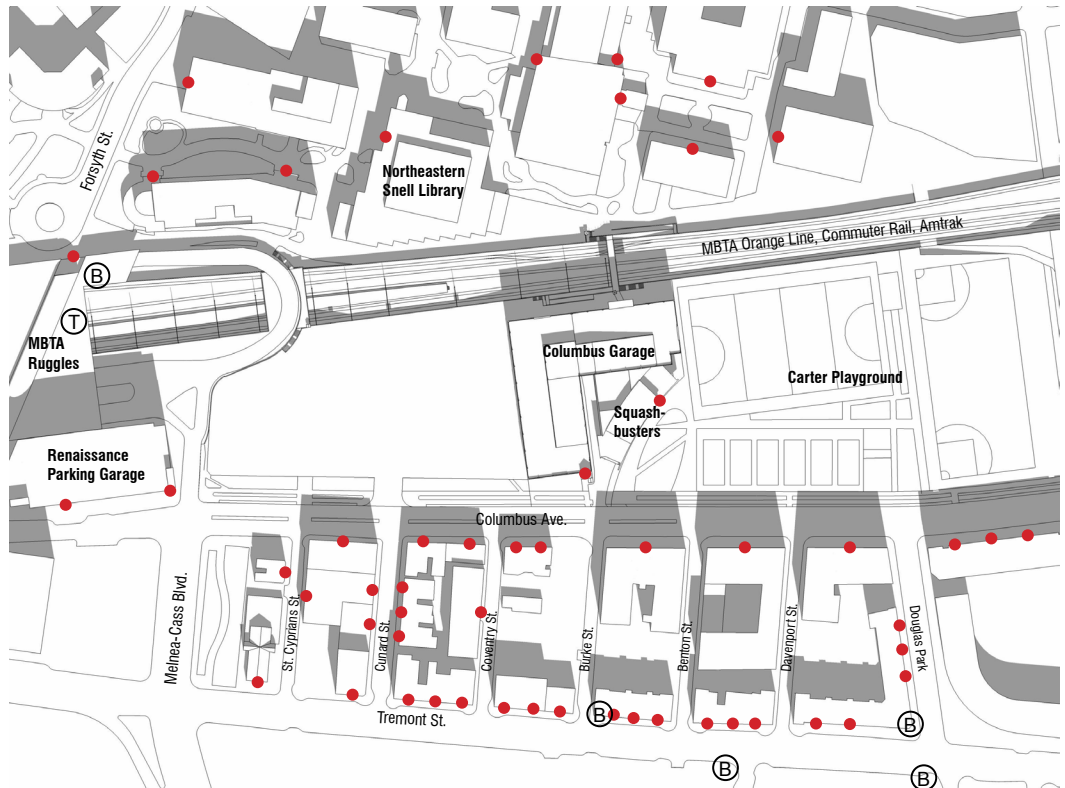 Forsyth St.
Northeastern
Snell Library
MBTA Orange Line, Commuter Rail, Amtrak
B
T
MBTA
Ruggles
Columbus Garage
Carter Playground
Squash-
busters
Renaissance
Parking Garage
Columbus Ave.
Melnea-Cass Blvd.
St. Cyprians St.
Cunard St.
Coventry St.
Burke St.
Benton St.
Davenport St.
Douglas Park
Tremont St.
B
B
B
B